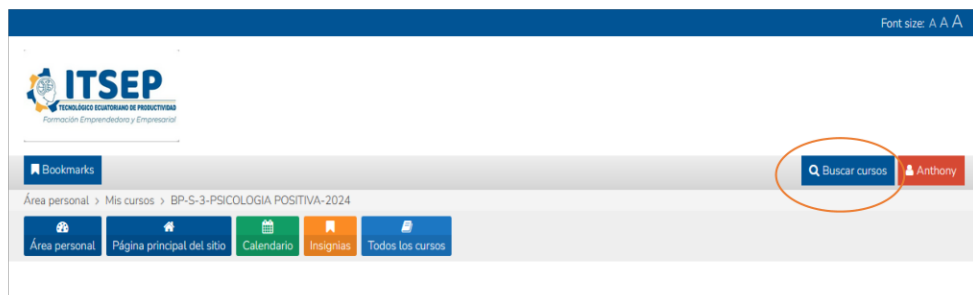 Font size: A A A
ITSEP
TECNOLÓGICO ECUATORIANO DE PRODUCTIVIDAD
Formación Emprendedora y Empresarial
Bookmarks
Buscar cursos
Anthony
Área personal > Mis cursos > BP-S-3-PSICOLOGIA POSITIVA-2024
Área personal
Página principal del sitio
Calendario
Insignias
Todos los cursos